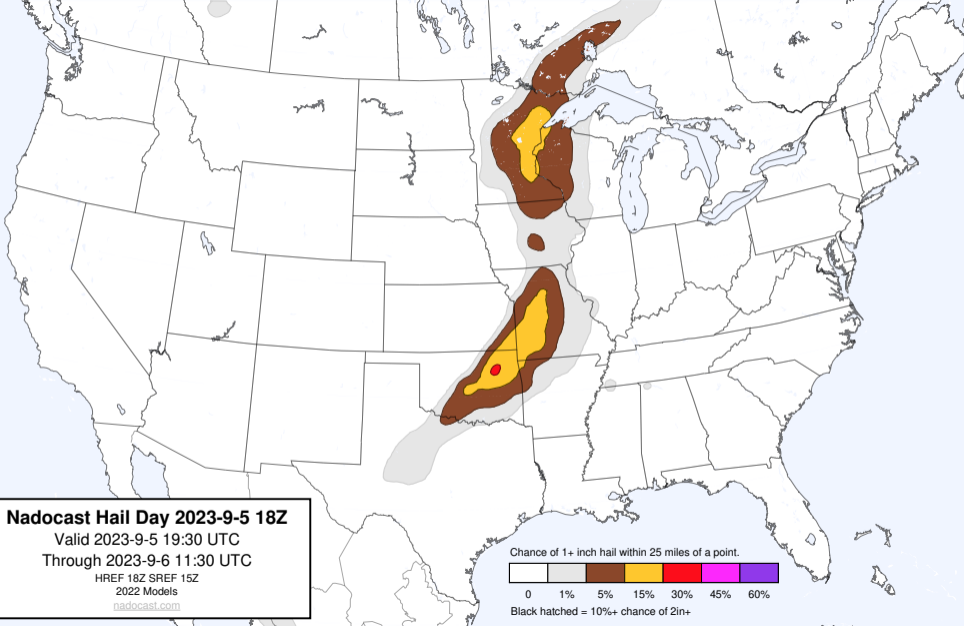 Nadocast Hail Day 2023-9-5 18Z
Valid 2023-9-5 19:30 UTC
Through 2023-9-6 11:30 UTC
HREF 18Z SREF 15Z
2022 Models
nadocast.com
Chance of 1+ inch hail within 25 miles of a point.
0 1% 5% 15% 30% 45% 60%
Black hatched = 10%+ chance of 2in+